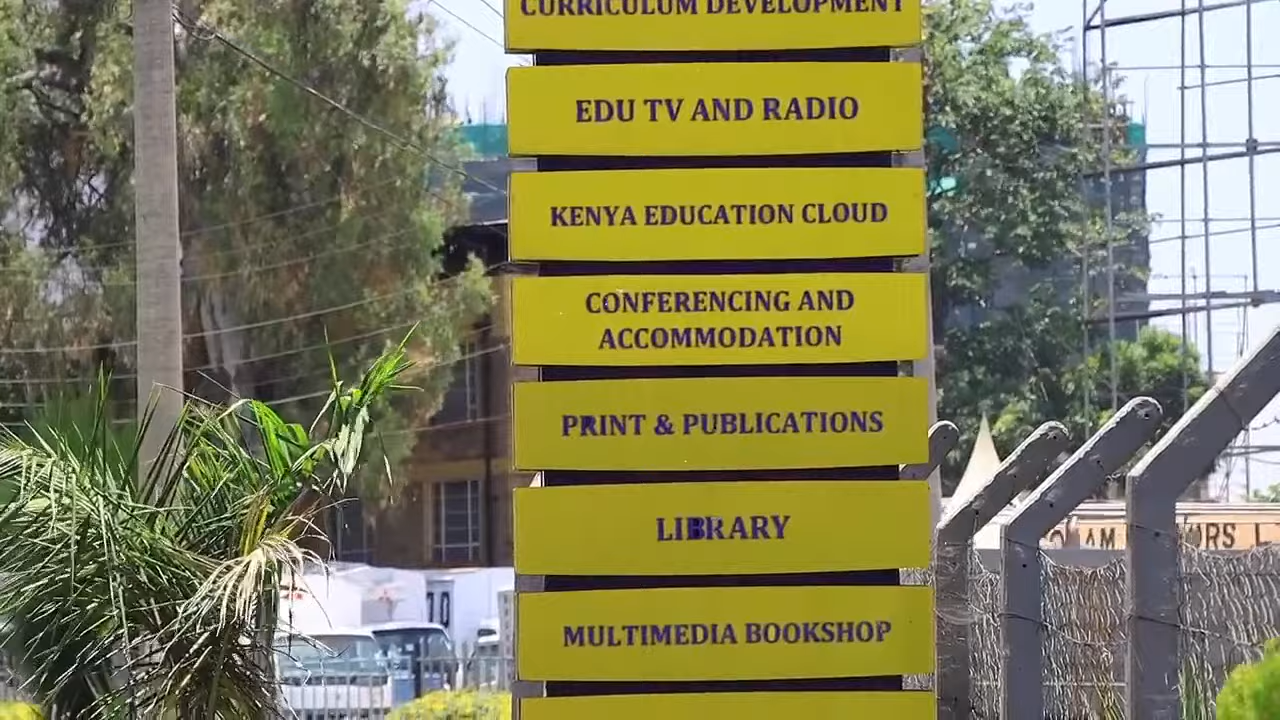 CURRICULUM DEVELOPMENT
EDU TV AND RADIO
KENYA EDUCATION CLOUD
CONFERENCING AND
ACCOMMODATION
PRINT & PUBLICATIONS
LIBRARY
MULTIMEDIA BOOKSHOP